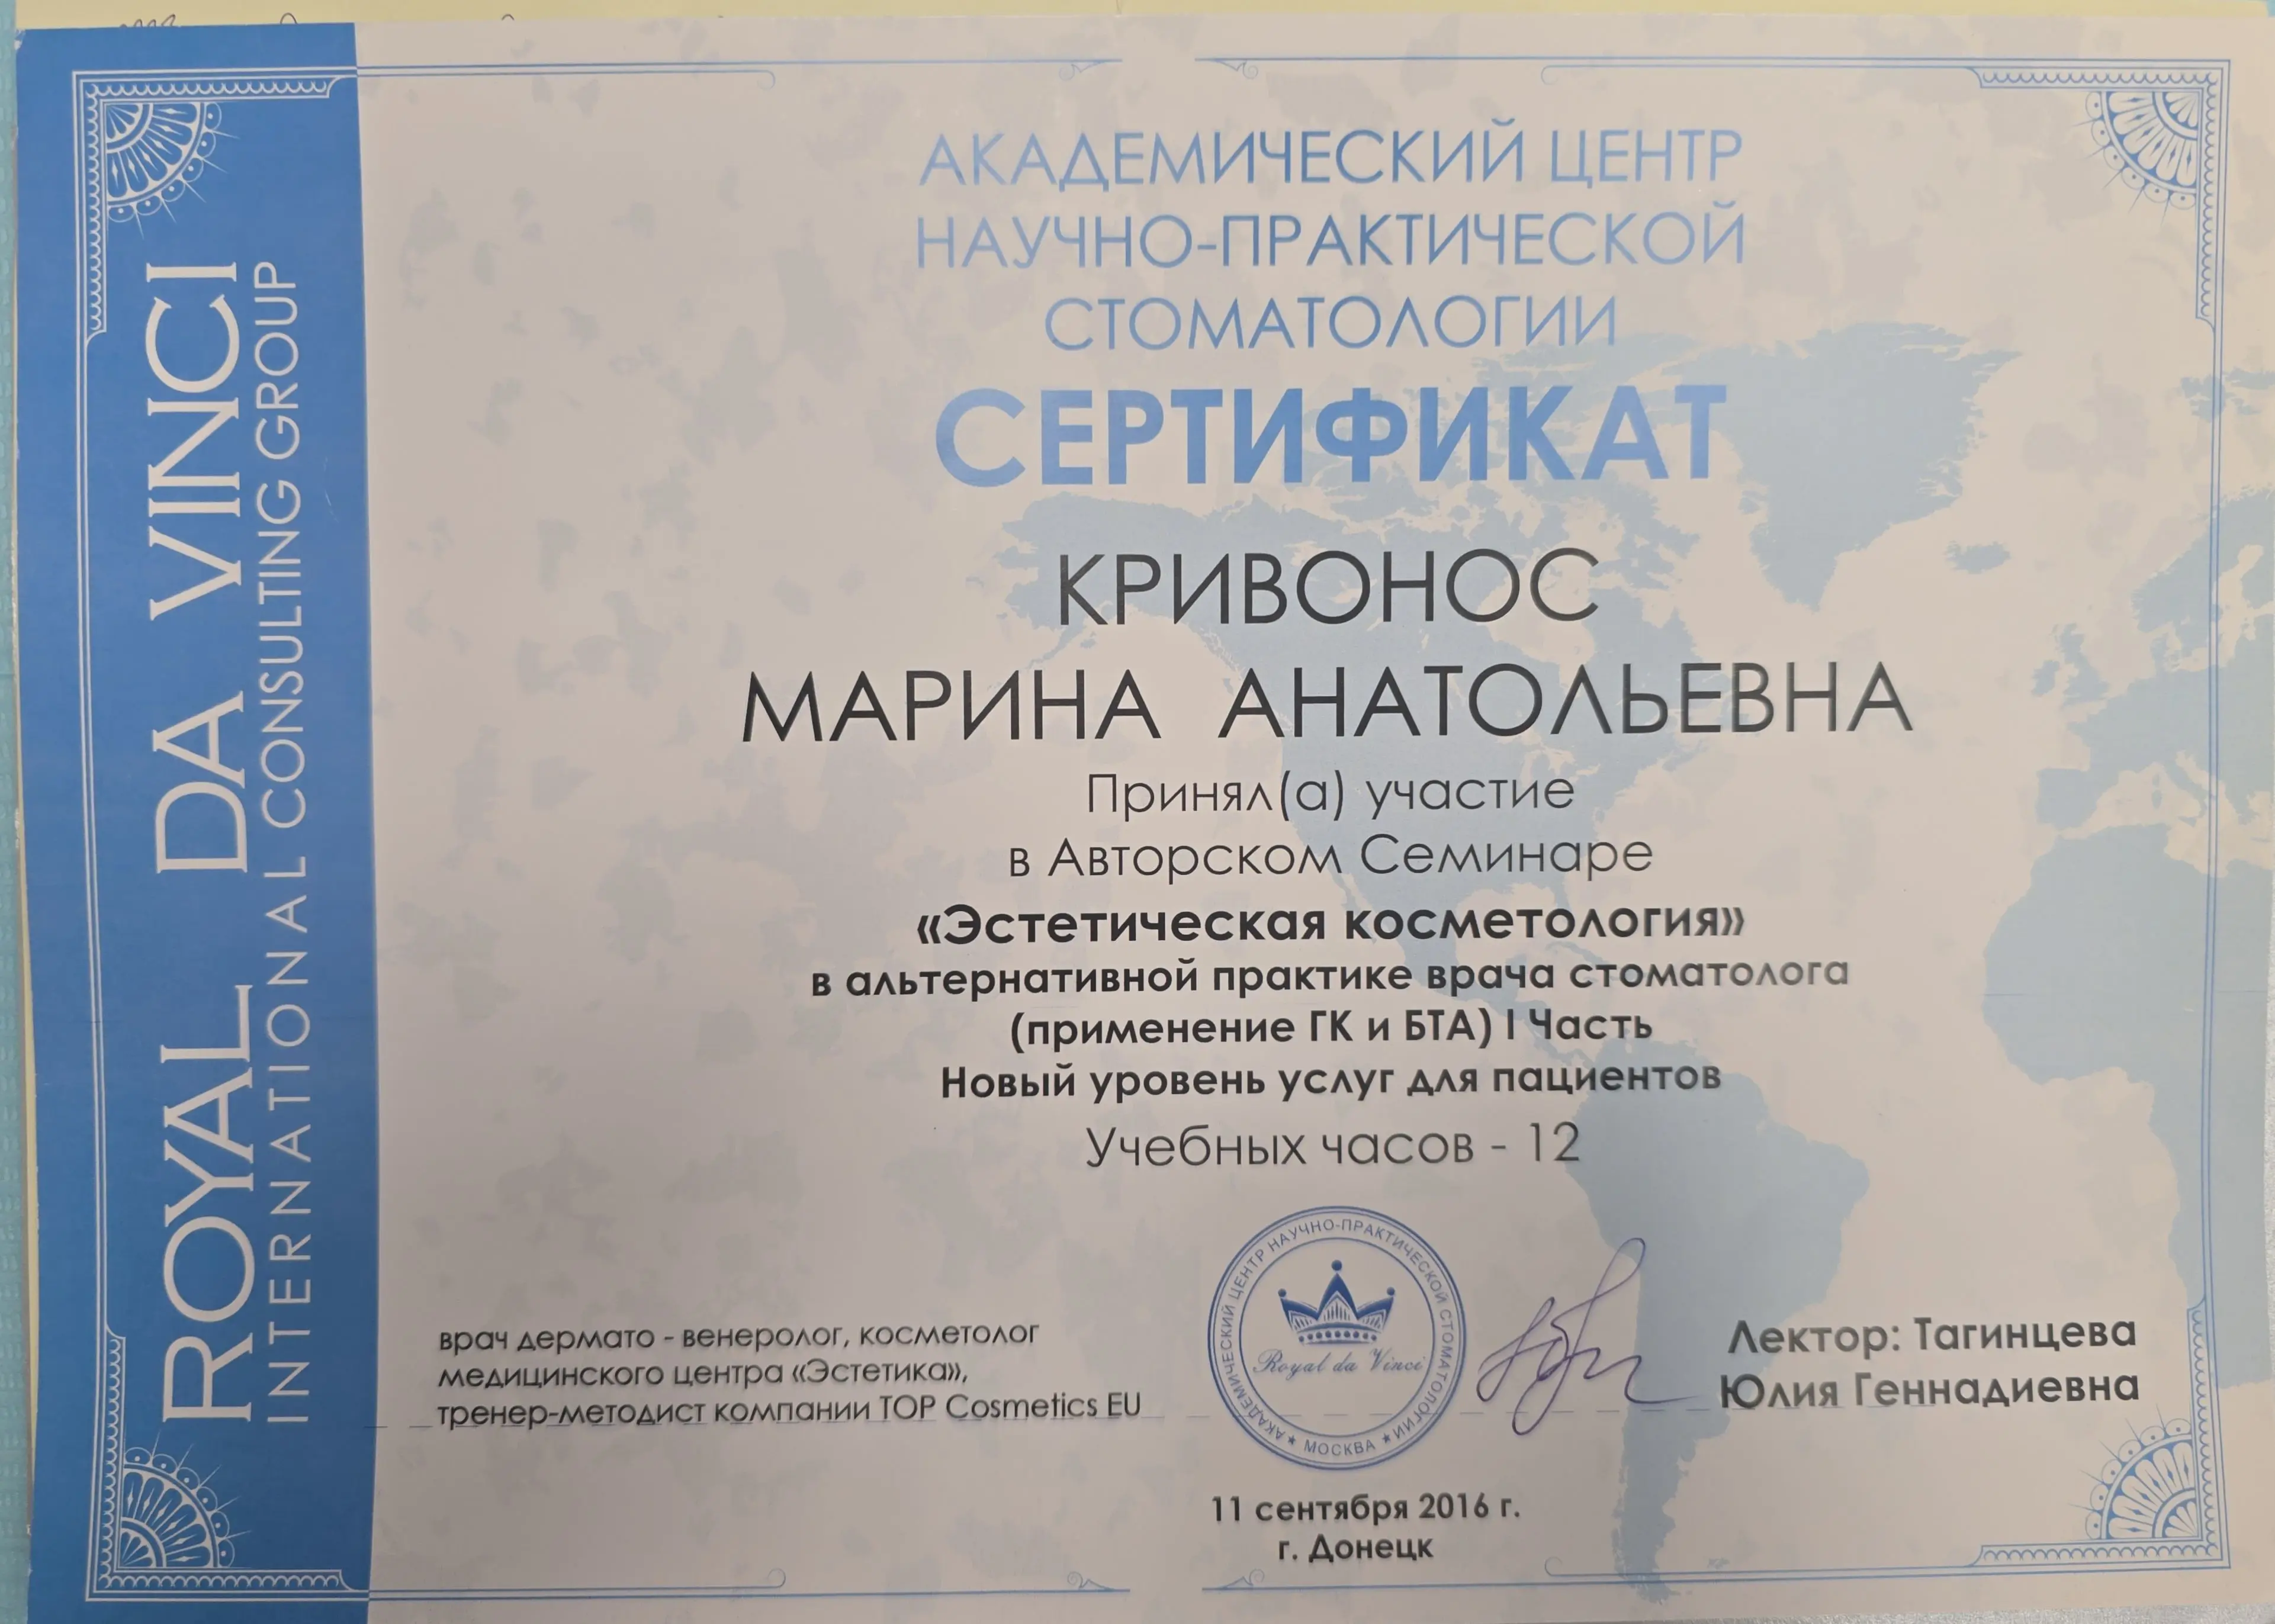 ROYAL DA VINCI
INTERNATIONAL CONSULTING GROUP
АКАДЕМИЧЕСКИЙ ЦЕНТР
НАУЧНО-ПРАКТИЧЕСКОЙ
СТОМАТОЛОГИИ
СЕРТИФИКАТ
КРИВОНОС
МАРИНА АНАТОЛЬЕВНА
Принял(а) участие
в Авторском Семинаре
«Эстетическая косметология»
в альтернативной практике врача стоматолога
(применение ГК и БТА) I Часть
Новый уровень услуг для пациентов
Учебных часов - 12
врач дермато - венеролог, косметолог
медицинского центра «Эстетика»,
тренер-методист компании TOP Cosmetics EU
АКАДЕМИЧЕСКИЙ ЦЕНТР НАУЧНО-ПРАКТИЧЕСКОЙ СТОМАТОЛОГИИ
Royal da Vinci
★ МОСКВА ★
Лектор: Тагинцева
Юлия Геннадиевна
11 сентября 2016 г.
г. Донецк